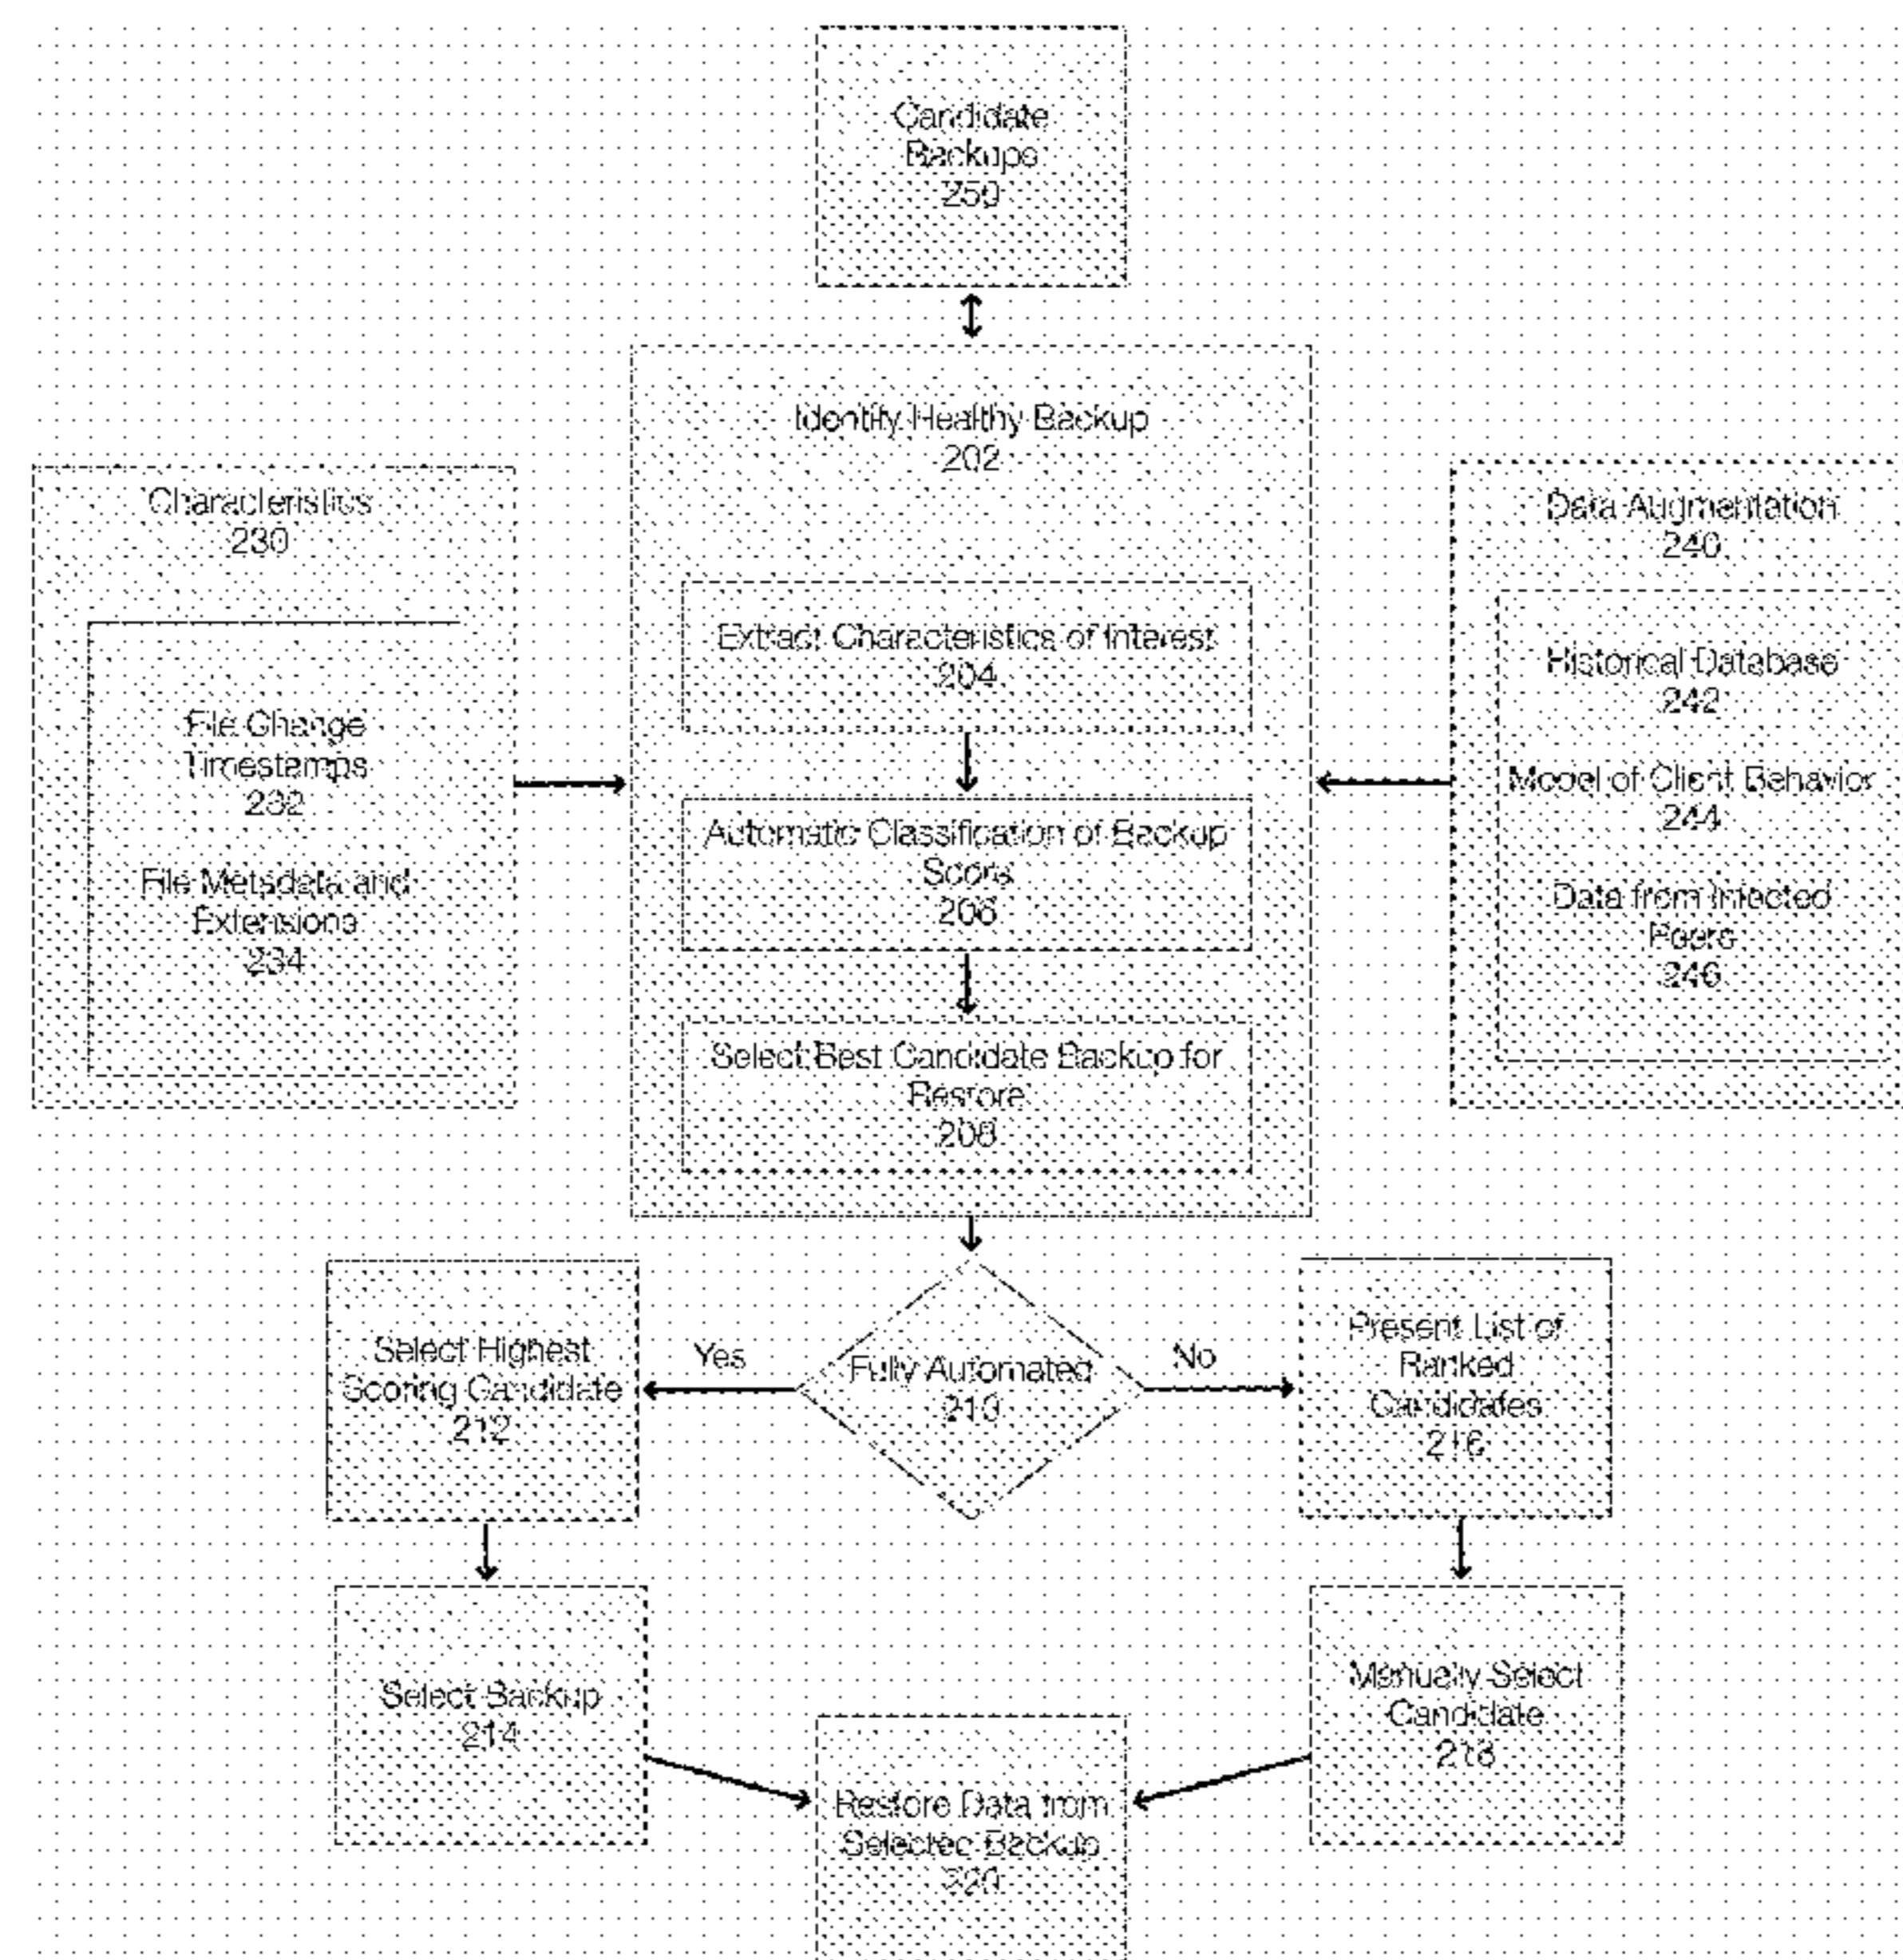 Candidate
Backups
250
Identify Healthy Backup
202
Characteristics
230
File Change
Timestamps
232
File Metadata and
Extensions
234
Extract Characteristics of Interest
204
Automatic Classification of Backup
Score
206
Select Best Candidate Backup for
Restore
208
Data Augmentation
240
Historical Database
242
Model of Client Behavior
244
Data from Infected
Peers
246
Fully Automated
210
Yes
No
Select Highest
Scoring Candidate
212
Present List of
Ranked
Candidates
216
Select Backup
214
Manually Select
Candidate
218
Restore Data from
Selected Backup
220